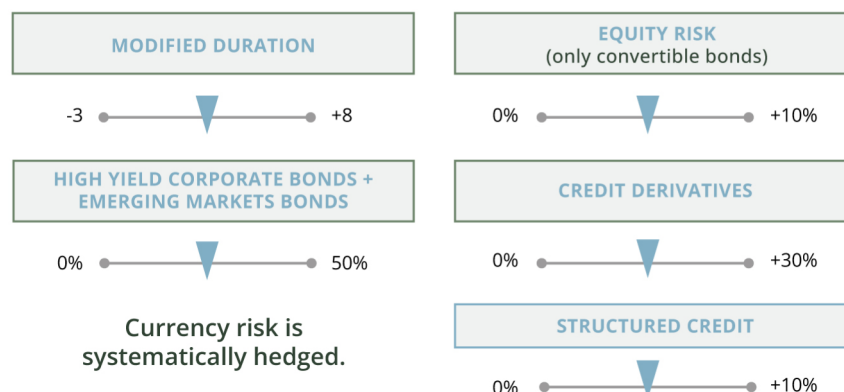 MODIFIED DURATION
-3 +8
HIGH YIELD CORPORATE BONDS +
EMERGING MARKETS BONDS
0% 50%
Currency risk is
systematically hedged.
EQUITY RISK
(only convertible bonds)
0% +10%
CREDIT DERIVATIVES
0% +30%
STRUCTURED CREDIT
0% +10%